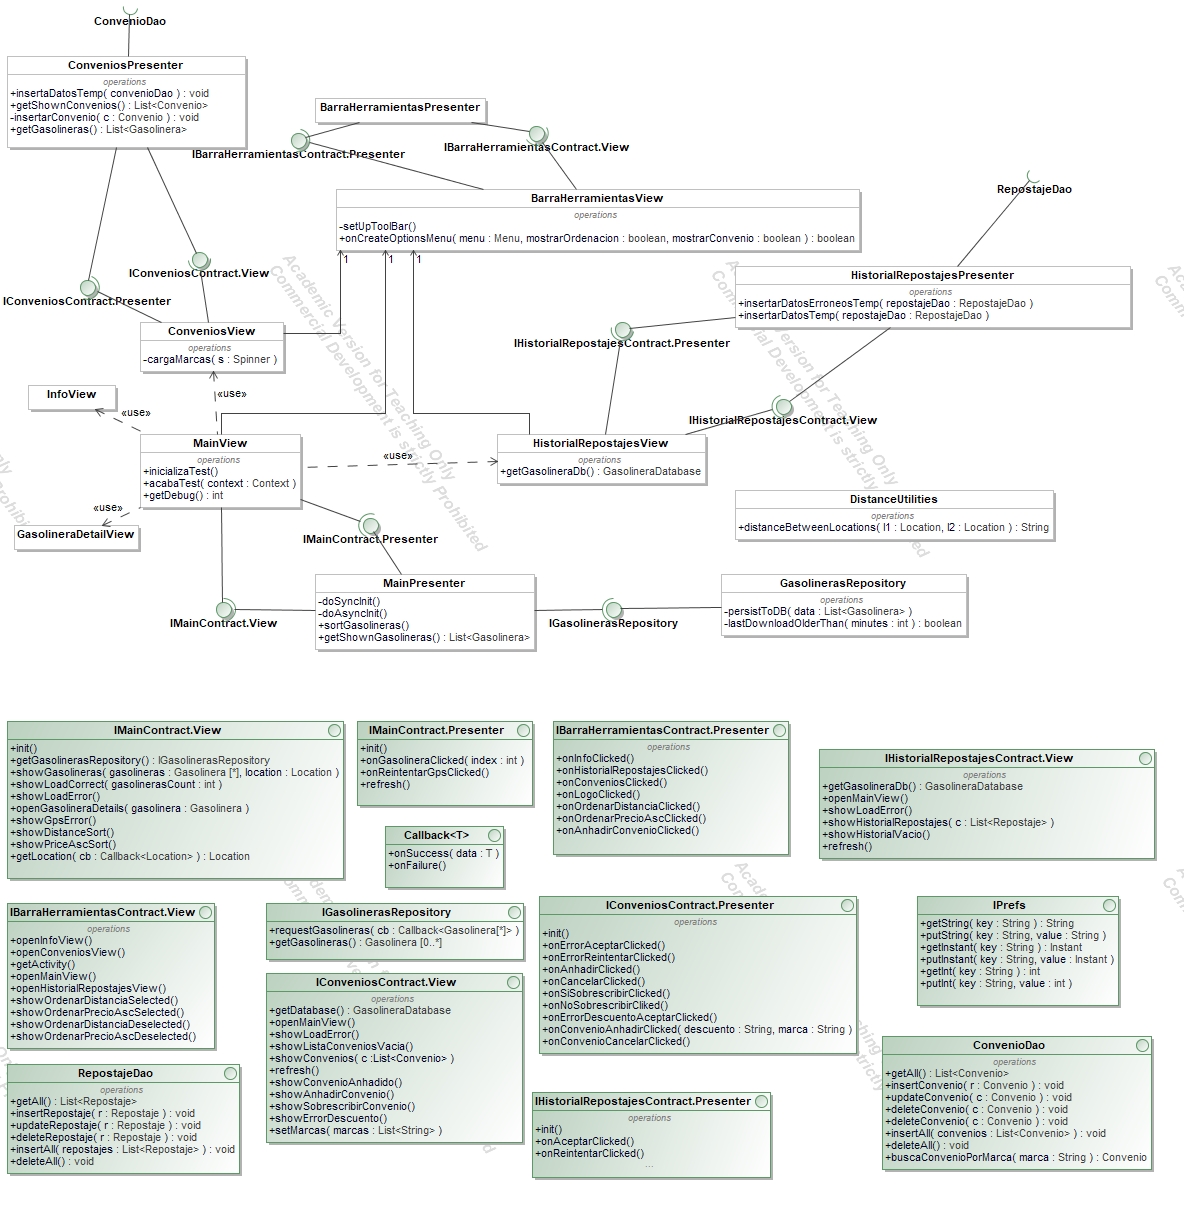 ConvenioDao
ConveniosPresenter
operations
+insertaDatosTemp( convenioDao ) : void
+getShownConvenios() : List<Convenio>
-insertarConvenio( c : Convenio ) : void
+getGasolineras() : List<Gasolinera>
BarraHerramientasPresenter
IBarraHerramientasContract.Presenter
IBarraHerramientasContract.View
RepostajeDao
BarraHerramientasView
operations
-setUpToolBar()
+onCreateOptionsMenu( menu : Menu, mostrarOrdenacion : boolean, mostrarConvenio : boolean ) : boolean
1
1
1
IConveniosContract.View
IConveniosContract.Presenter
HistorialRepostajesPresenter
operations
+insertarDatosErroneosTemp( repostajeDao : RepostajeDao )
+insertarDatosTemp( repostajeDao : RepostajeDao )
ConveniosView
operations
-cargaMarcas( s : Spinner )
IHistorialRepostajesContract.Presenter
InfoView
«use»
«use»
IHistorialRepostajesContract.View
MainView
operations
+inicializaTest()
+acabaTest( context : Context )
+getDebug() : int
«use»
HistorialRepostajesView
operations
+getGasolineraDb() : GasolineraDatabase
«use»
GasolineraDetailView
IMainContract.Presenter
DistanceUtilities
operations
+distanceBetweenLocations( l1 : Location, l2 : Location ) : String
MainPresenter
-doSyncInit()
-doAsyncInit()
+sortGasolineras()
+getShownGasolineras() : List<Gasolinera>
IMainContract.View
IGasolinerasRepository
GasolinerasRepository
operations
-persistToDB( data : List<Gasolinera> )
-lastDownloadOlderThan( minutes : int ) : boolean
Academic Version for Teaching Only
Commercial Development is strictly Prohibited
IMainContract.View
+init()
+getGasolinerasRepository() : IGasolinerasRepository
+showGasolineras( gasolineras : Gasolinera [*], location : Location )
+showLoadCorrect( gasolinerasCount : int )
+showLoadError()
+openGasolineraDetails( gasolinera : Gasolinera )
+showGpsError()
+showDistanceSort()
+showPriceAscSort()
+getLocation( cb : Callback<Location> ) : Location
IMainContract.Presenter
+init()
+onGasolineraClicked( index : int )
+onReintentarGpsClicked()
+refresh()
IBarraHerramientasContract.Presenter
operations
+onInfoClicked()
+onHistorialRepostajesClicked()
+onConveniosClicked()
+onLogoClicked()
+onOrdenarDistanciaClicked()
+onOrdenarPrecioAscClicked()
+onAnhadirConvenioClicked()
IHistorialRepostajesContract.View
operations
+getGasolineraDb() : GasolineraDatabase
+openMainView()
+showLoadError()
+showHistorialRepostajes( c : List<Repostaje> )
+showHistorialVacio()
+refresh()
Callback<T>
+onSuccess( data : T )
+onFailure()
IBarraHerramientasContract.View
operations
+openInfoView()
+openConveniosView()
+getActivity()
+openMainView()
+openHistorialRepostajesView()
+showOrdenarDistanciaSelected()
+showOrdenarPrecioAscSelected()
+showOrdenarDistanciaDeselected()
+showOrdenarPrecioAscDeselected()
IGasolinerasRepository
+requestGasolineras( cb : Callback<Gasolinera[*]> )
+getGasolineras() : Gasolinera [0..*]
IConveniosContract.View
operations
+getDatabase() : GasolineraDatabase
+openMainView()
+showLoadError()
+showListaConveniosVacia()
+showConvenios( c :List<Convenio> )
+refresh()
+showConvenioAnhadido()
+showAnhadirConvenio()
+showSobrescribirConvenio()
+showErrorDescuento()
+setMarcas( marcas : List<String> )
IConveniosContract.Presenter
operations
+init()
+onErrorAceptarClicked()
+onErrorReintentarClicked()
+onAnhadirClicked()
+onCancelarClicked()
+onSiSobrescribirClicked()
+onNoSobrescribirCliked()
+onErrorDescuentoAceptarClicked()
+onConvenioAnhadirClicked( descuento : String, marca : String )
+onConvenioCancelarClicked()
IPrefs
+getString( key : String ) : String
+putString( key : String, value : String )
+getInstant( key : String ) : Instant
+putInstant( key : String, value : Instant )
+getInt( key : String ) : int
+putInt( key : String, value : int )
RepostajeDao
operations
+getAll() : List<Repostaje>
+insertRepostaje( r : Repostaje ) : void
+updateRepostaje( r : Repostaje ) : void
+deleteRepostaje( r : Repostaje ) : void
+insertAll( repostajes : List<Repostaje> ) : void
+deleteAll() : void
IHistorialRepostajesContract.Presenter
operations
+init()
+onAceptarClicked()
+onReintentarClicked()
...
ConvenioDao
operations
+getAll() : List<Convenio>
+insertConvenio( r : Convenio ) : void
+updateConvenio( c : Convenio ) : void
+deleteConvenio( c : Convenio ) : void
+deleteConvenio( c : Convenio ) : void
+insertAll( convenios : List<Convenio> ) : void
+deleteAll() : void
+buscaConvenioPorMarca( marca : String ) : Convenio